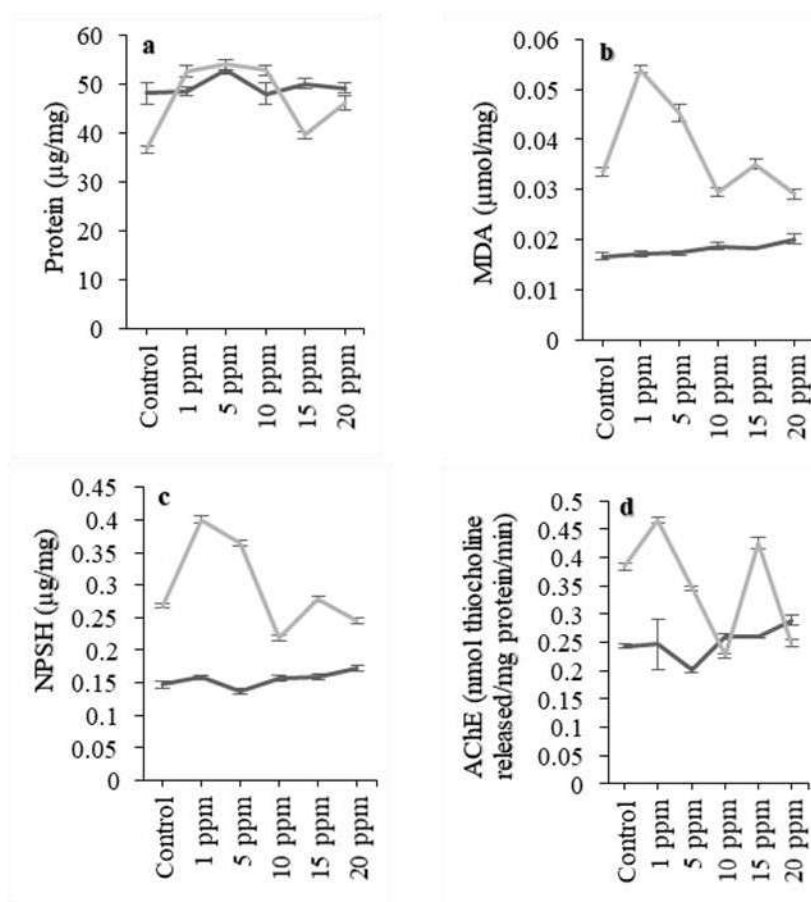 a
Protein (µg/mg)
60
50
40
30
20
10
0
Control
1 ppm
5 ppm
10 ppm
15 ppm
20 ppm
b
MDA (µmol/mg)
0.06
0.05
0.04
0.03
0.02
0.01
0
Control
1 ppm
5 ppm
10 ppm
15 ppm
20 ppm
c
NPSH (µg/mg)
0.45
0.4
0.35
0.3
0.25
0.2
0.15
0.1
0.05
0
Control
1 ppm
5 ppm
10 ppm
15 ppm
20 ppm
d
AChE (nmol thiocholine
released/mg protein/min)
0.5
0.45
0.4
0.35
0.3
0.25
0.2
0.15
0.1
0.05
0
Control
1 ppm
5 ppm
10 ppm
15 ppm
20 ppm